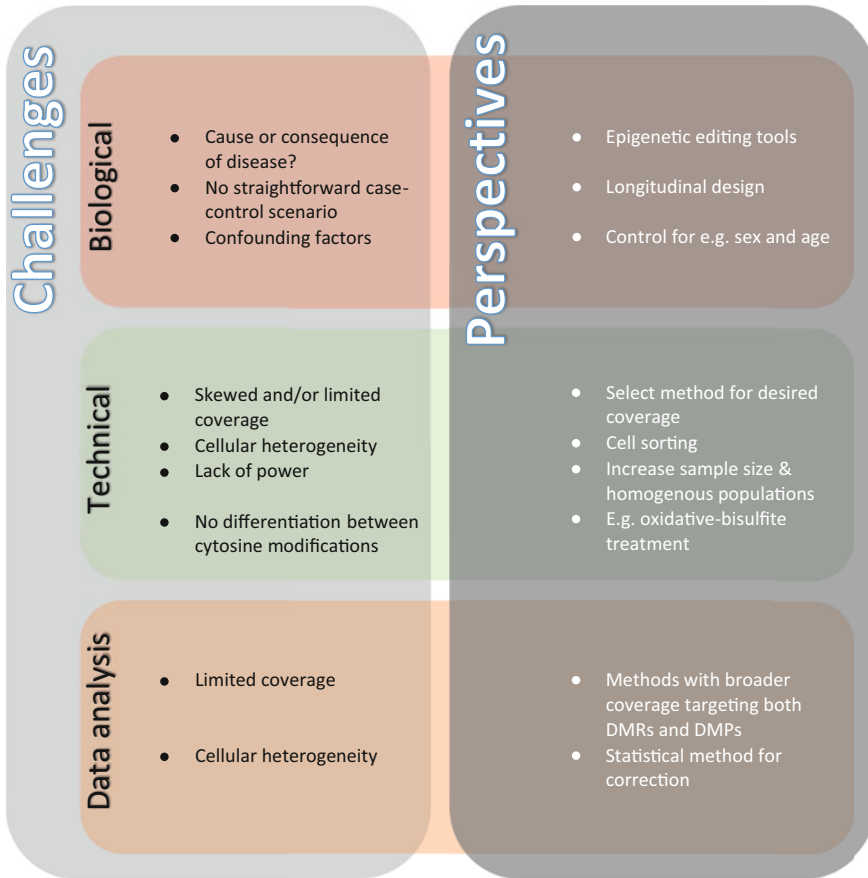 Challenges
Perspectives
Biological
● Cause or consequence
of disease?
● No straightforward case-
control scenario
● Confounding factors
● Epigenetic editing tools
● Longitudinal design
● Control for e.g. sex and age
Technical
● Skewed and/or limited
coverage
● Cellular heterogeneity
● Lack of power
● No differentiation between
cytosine modifications
● Select method for desired
coverage
● Cell sorting
● Increase sample size &
homogenous populations
● E.g. oxidative-bisulfite
treatment
Data analysis
● Limited coverage
● Cellular heterogeneity
● Methods with broader
coverage targeting both
DMRs and DMPs
● Statistical method for
correction